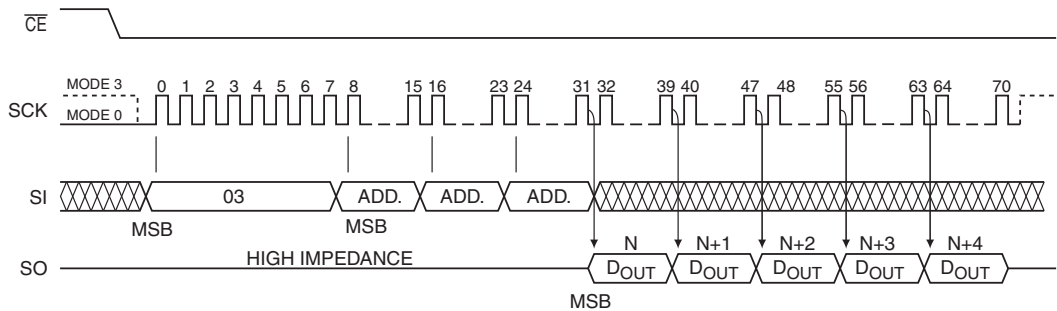 CE
MODE 3
0 1 2 3 4 5 6 7 8 15 16 23 24 31 32 39 40 47 48 55 56 63 64 70
SCK
MODE 0
SI
03 ADD. ADD. ADD.
MSB MSB
N N+1 N+2 N+3 N+4
HIGH IMPEDANCE
SO
DOUT DOUT DOUT DOUT DOUT
MSB